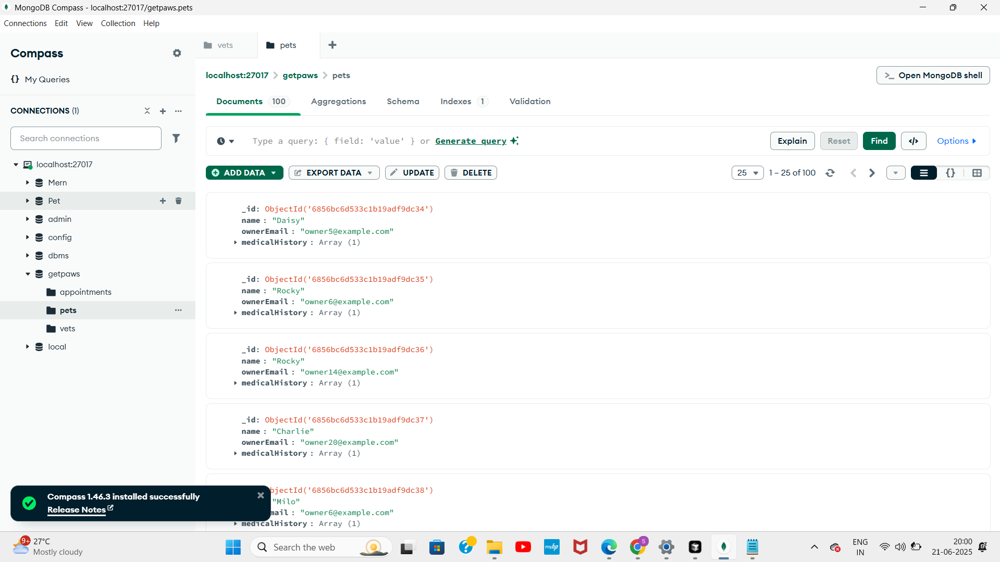 MongoDB Compass - localhost:27017/getpaws.pets
Connections Edit View Collection Help
Compass
{} My Queries
CONNECTIONS (1)
Search connections
localhost:27017
Mern
Pet
admin
config
dbms
getpaws
appointments
pets
vets
local
vets pets
localhost:27017 > getpaws > pets
>_ Open MongoDB shell
Documents 100 Aggregations Schema Indexes 1 Validation
Type a query: { field: 'value' } or Generate query
Explain Reset Find </> Options
ADD DATA EXPORT DATA UPDATE DELETE
25 1 – 25 of 100 {}
_id: ObjectId('6856bc6d533c1b19adf9dc34')
name : "Daisy"
ownerEmail : "owner5@example.com"
medicalHistory : Array (1)
_id: ObjectId('6856bc6d533c1b19adf9dc35')
name : "Rocky"
ownerEmail : "owner6@example.com"
medicalHistory : Array (1)
_id: ObjectId('6856bc6d533c1b19adf9dc36')
name : "Rocky"
ownerEmail : "owner14@example.com"
medicalHistory : Array (1)
_id: ObjectId('6856bc6d533c1b19adf9dc37')
name : "Charlie"
ownerEmail : "owner20@example.com"
medicalHistory : Array (1)
bjectId('6856bc6d533c1b19adf9dc38')
"Milo"
mail : "owner6@example.com"
medicalHistory : Array (1)
Compass 1.46.3 installed successfully
Release Notes
9+
27°C
Mostly cloudy
Search the web
myhp
S
ENG
IN
20:00
21-06-2025